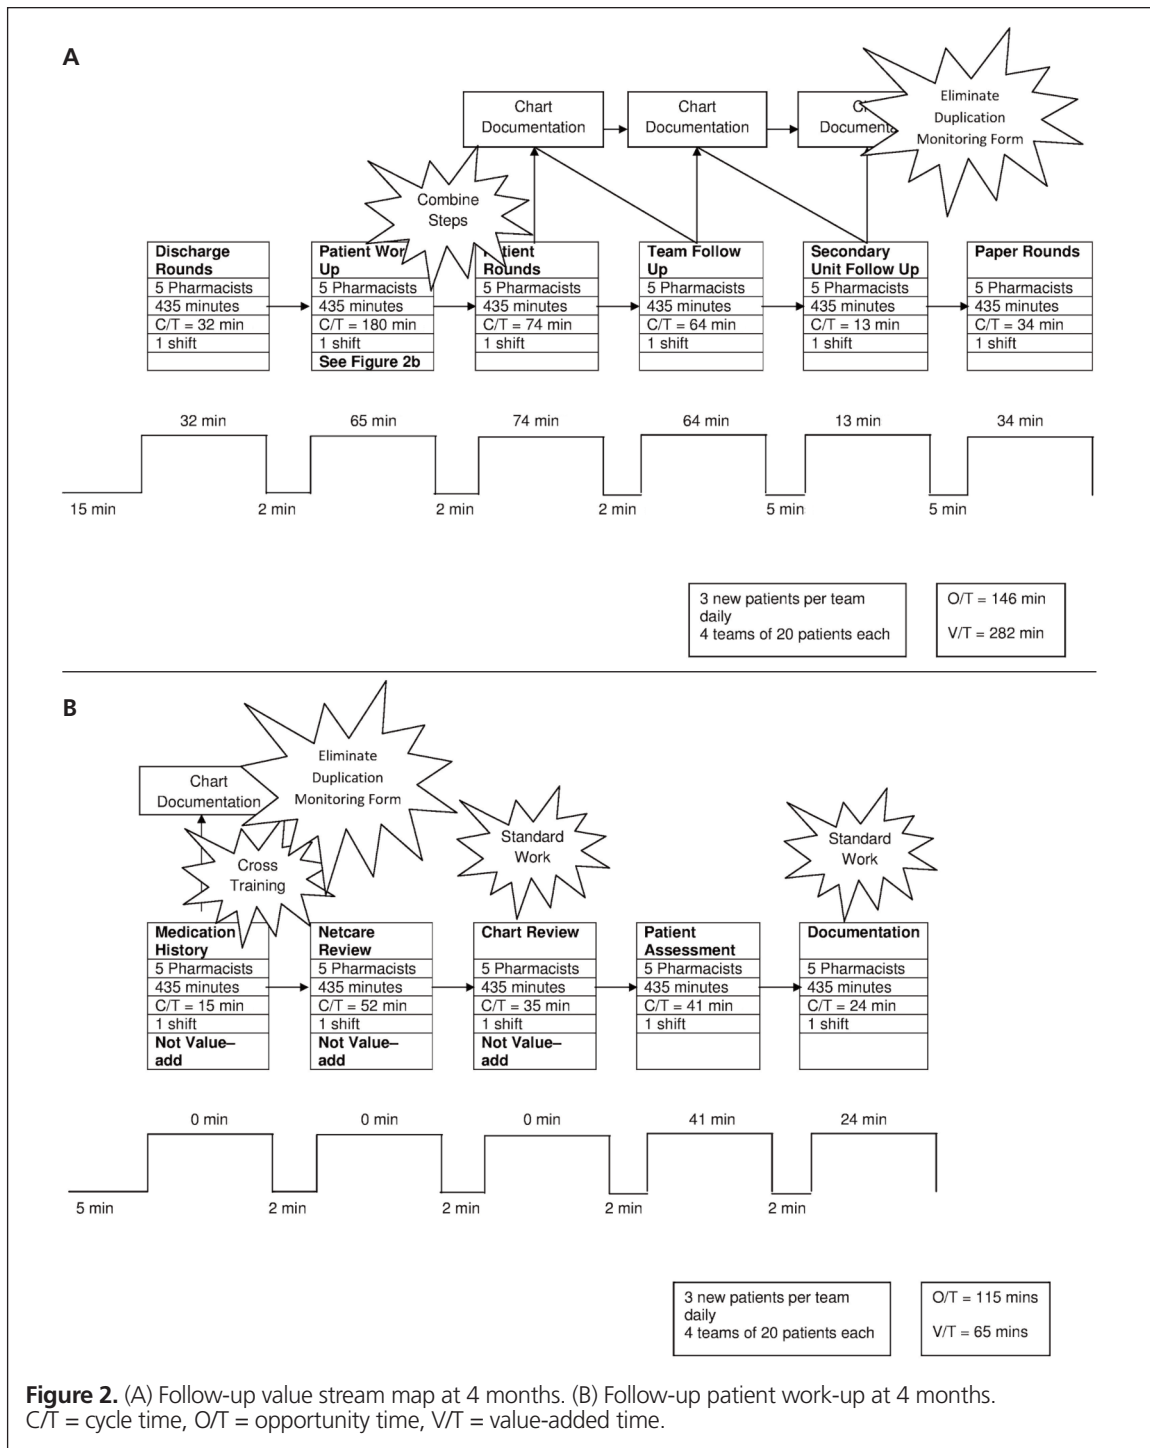 A
Chart
Documentation
Chart
Documentation
Documenta
Eliminate
Duplication
Monitoring Form
Combine
Steps
Discharge
Rounds
5 Pharmacists
435 minutes
C/T = 32 min
1 shift
Patient Wor
Up
5 Pharmacists
435 minutes
C/T = 180 min
1 shift
See Figure 2b
tient
Rounds
5 Pharmacists
435 minutes
C/T = 74 min
1 shift
Team Follow
Up
5 Pharmacists
435 minutes
C/T = 64 min
1 shift
Secondary
Unit Follow Up
5 Pharmacists
435 minutes
C/T = 13 min
1 shift
Paper Rounds
5 Pharmacists
435 minutes
C/T = 34 min
1 shift
32 min
65 min
74 min
64 min
13 min
34 min
15 min
2 min
2 min
2 min
5 min
5 min
3 new patients per team
daily
4 teams of 20 patients each
O/T = 146 min
V/T = 282 min
B
Chart
Documentation
Eliminate
Duplication
Monitoring Form
Cross
Training
Standard
Work
Standard
Work
Medication
History
5 Pharmacists
435 minutes
C/T = 15 min
1 shift
Not Value–
add
Netcare
Review
5 Pharmacists
435 minutes
C/T = 52 min
1 shift
Not Value–
add
Chart Review
5 Pharmacists
435 minutes
C/T = 35 min
1 shift
Not Value–
add
Patient
Assessment
5 Pharmacists
435 minutes
C/T = 41 min
1 shift
Documentation
5 Pharmacists
435 minutes
C/T = 24 min
1 shift
0 min
0 min
0 min
41 min
24 min
5 min
2 min
2 min
2 min
2 min
3 new patients per team
daily
4 teams of 20 patients each
O/T = 115 mins
V/T = 65 mins
Figure 2. (A) Follow-up value stream map at 4 months. (B) Follow-up patient work-up at 4 months.
C/T = cycle time, O/T = opportunity time, V/T = value-added time.